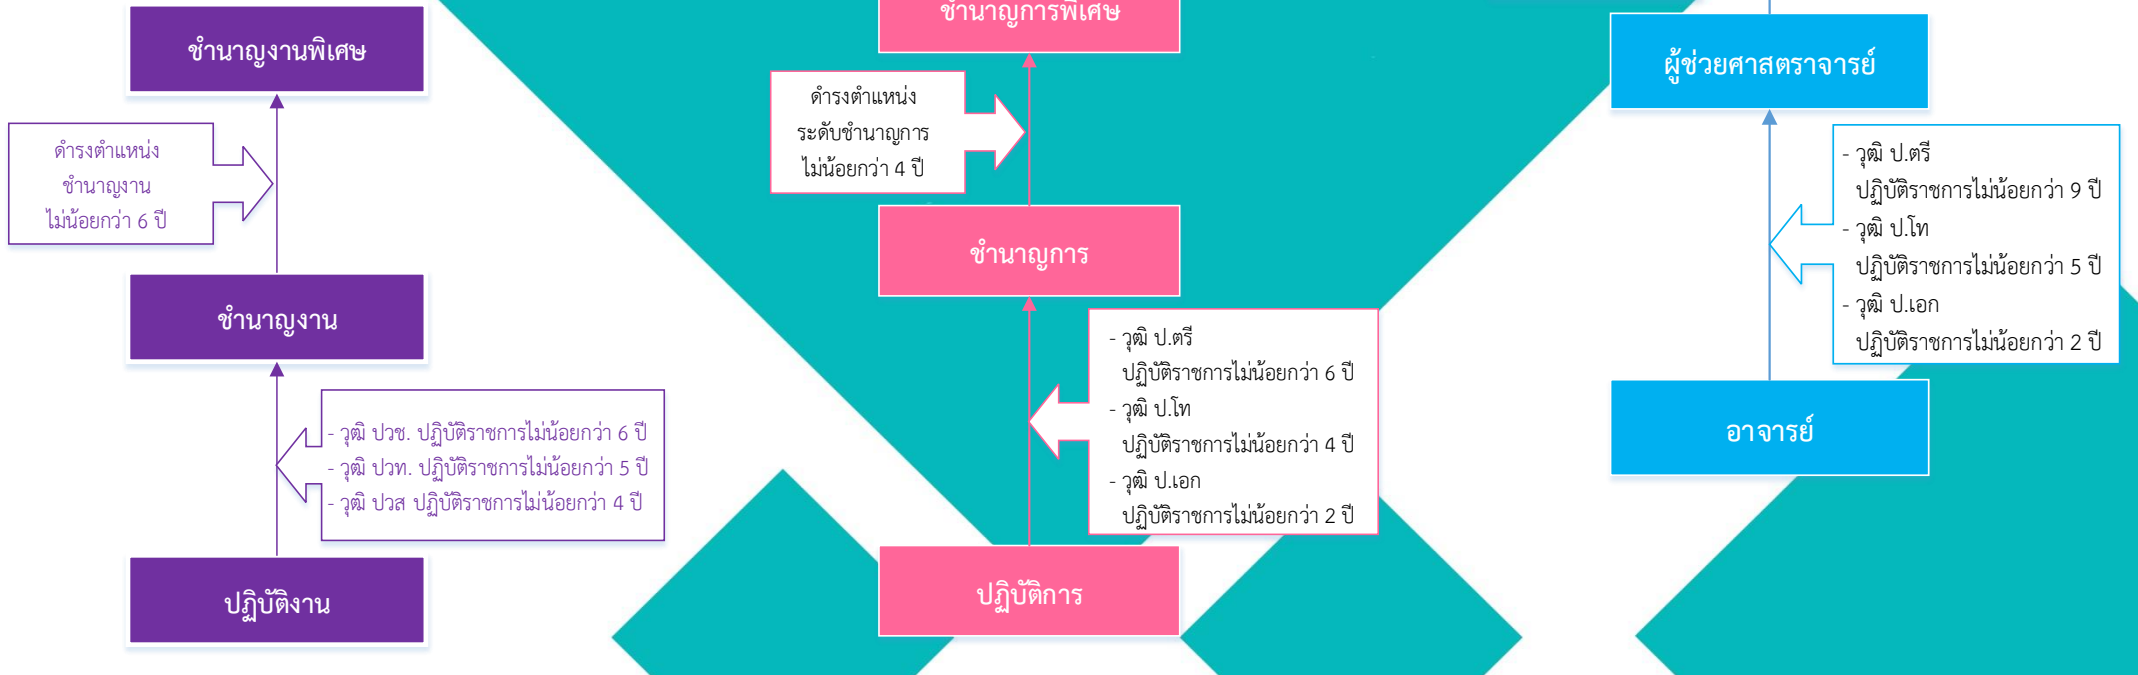 ชำนาญงานพิเศษ
ดำรงตำแหน่ง
ชำนาญงาน
ไม่น้อยกว่า 6 ปี
ชำนาญงาน
- วุฒิ ปวช. ปฏิบัติราชการไม่น้อยกว่า 6 ปี
- วุฒิ ปวท. ปฏิบัติราชการไม่น้อยกว่า 5 ปี
- วุฒิ ปวส ปฏิบัติราชการไม่น้อยกว่า 4 ปี
ปฏิบัติงาน
ชำนาญการพิเศษ
ดำรงตำแหน่ง
ระดับชำนาญการ
ไม่น้อยกว่า 4 ปี
ชำนาญการ
- วุฒิ ป.ตรี
ปฏิบัติราชการไม่น้อยกว่า 6 ปี
- วุฒิ ป.โท
ปฏิบัติราชการไม่น้อยกว่า 4 ปี
- วุฒิ ป.เอก
ปฏิบัติราชการไม่น้อยกว่า 2 ปี
ปฏิบัติการ
ผู้ช่วยศาสตราจารย์
- วุฒิ ป.ตรี
ปฏิบัติราชการไม่น้อยกว่า 9 ปี
- วุฒิ ป.โท
ปฏิบัติราชการไม่น้อยกว่า 5 ปี
- วุฒิ ป.เอก
ปฏิบัติราชการไม่น้อยกว่า 2 ปี
อาจารย์